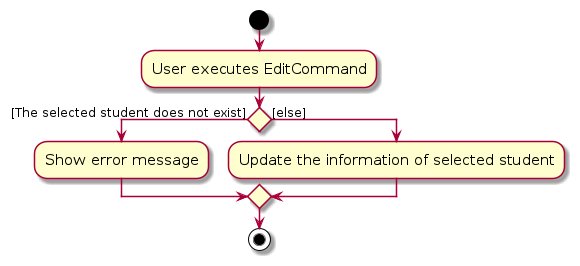 User executes EditCommand
[The selected student does not exist]
[else]
Show error message
Update the information of selected student